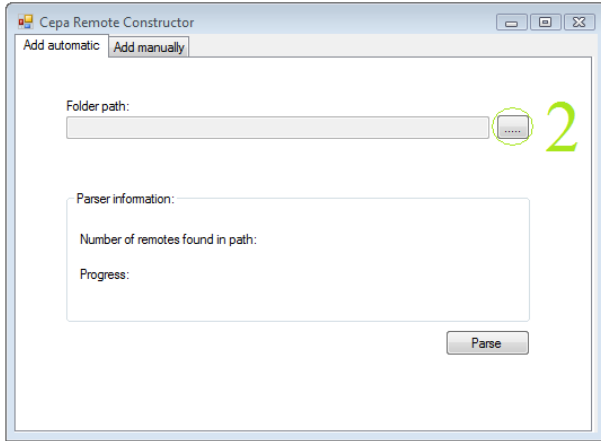 Cepa Remote Constructor
Add automatic Add manually
Folder path:
..... 2
Parser information:
Number of remotes found in path:
Progress:
Parse